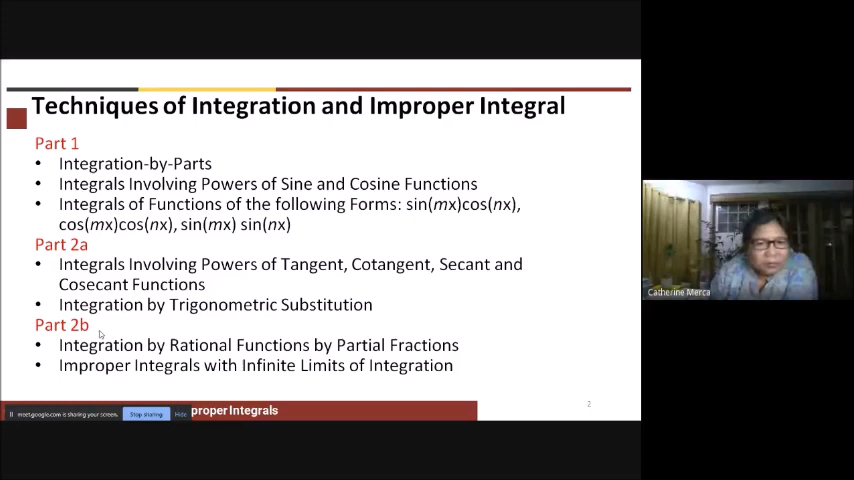 Techniques of Integration and Improper Integral
Part 1
• Integration-by-Parts
• Integrals Involving Powers of Sine and Cosine Functions
• Integrals of Functions of the following Forms: sin(mx)cos(nx),
cos(mx)cos(nx), sin(mx) sin(nx)
Part 2a
• Integrals Involving Powers of Tangent, Cotangent, Secant and
Cosecant Functions
• Integration by Trigonometric Substitution
Part 2b
• Integration by Rational Functions by Partial Fractions
• Improper Integrals with Infinite Limits of Integration
Catherine Merca
2
proper Integrals
meet.google.com is sharing your screen.
Stop sharing
Hide